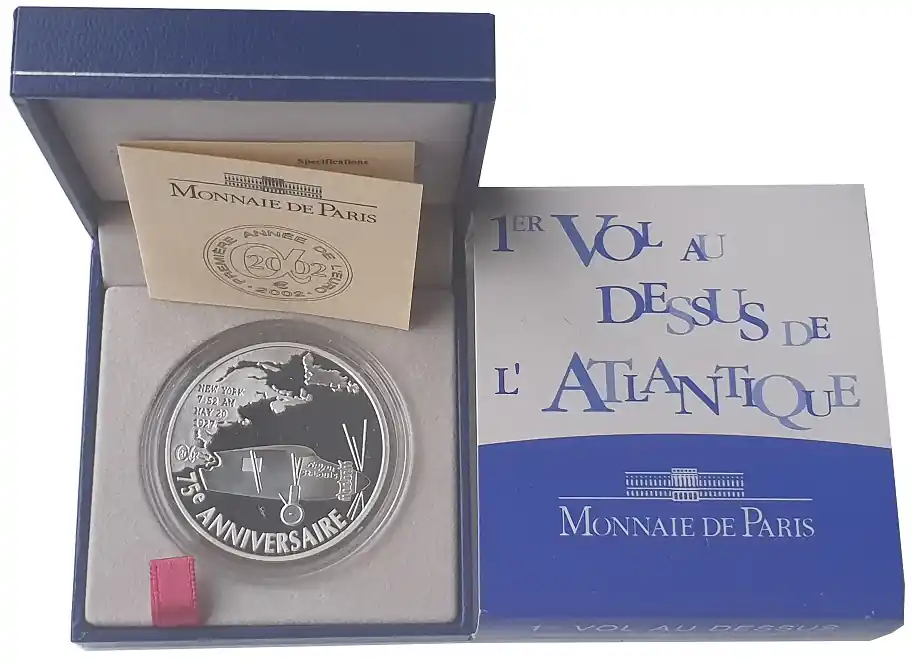 Specifications
MONNAIE DE PARIS
PREMIÈRE ANNÉE DE L'EURO
2002
€
· 2002 ·
NEW YORK
7:52 AM
MAY 20
1927
75e ANNIVERSAIRE
1ER VOL AU
DESSUS DE
L'ATLANTIQUE
MONNAIE DE PARIS
1ER VOL AU DESSUS